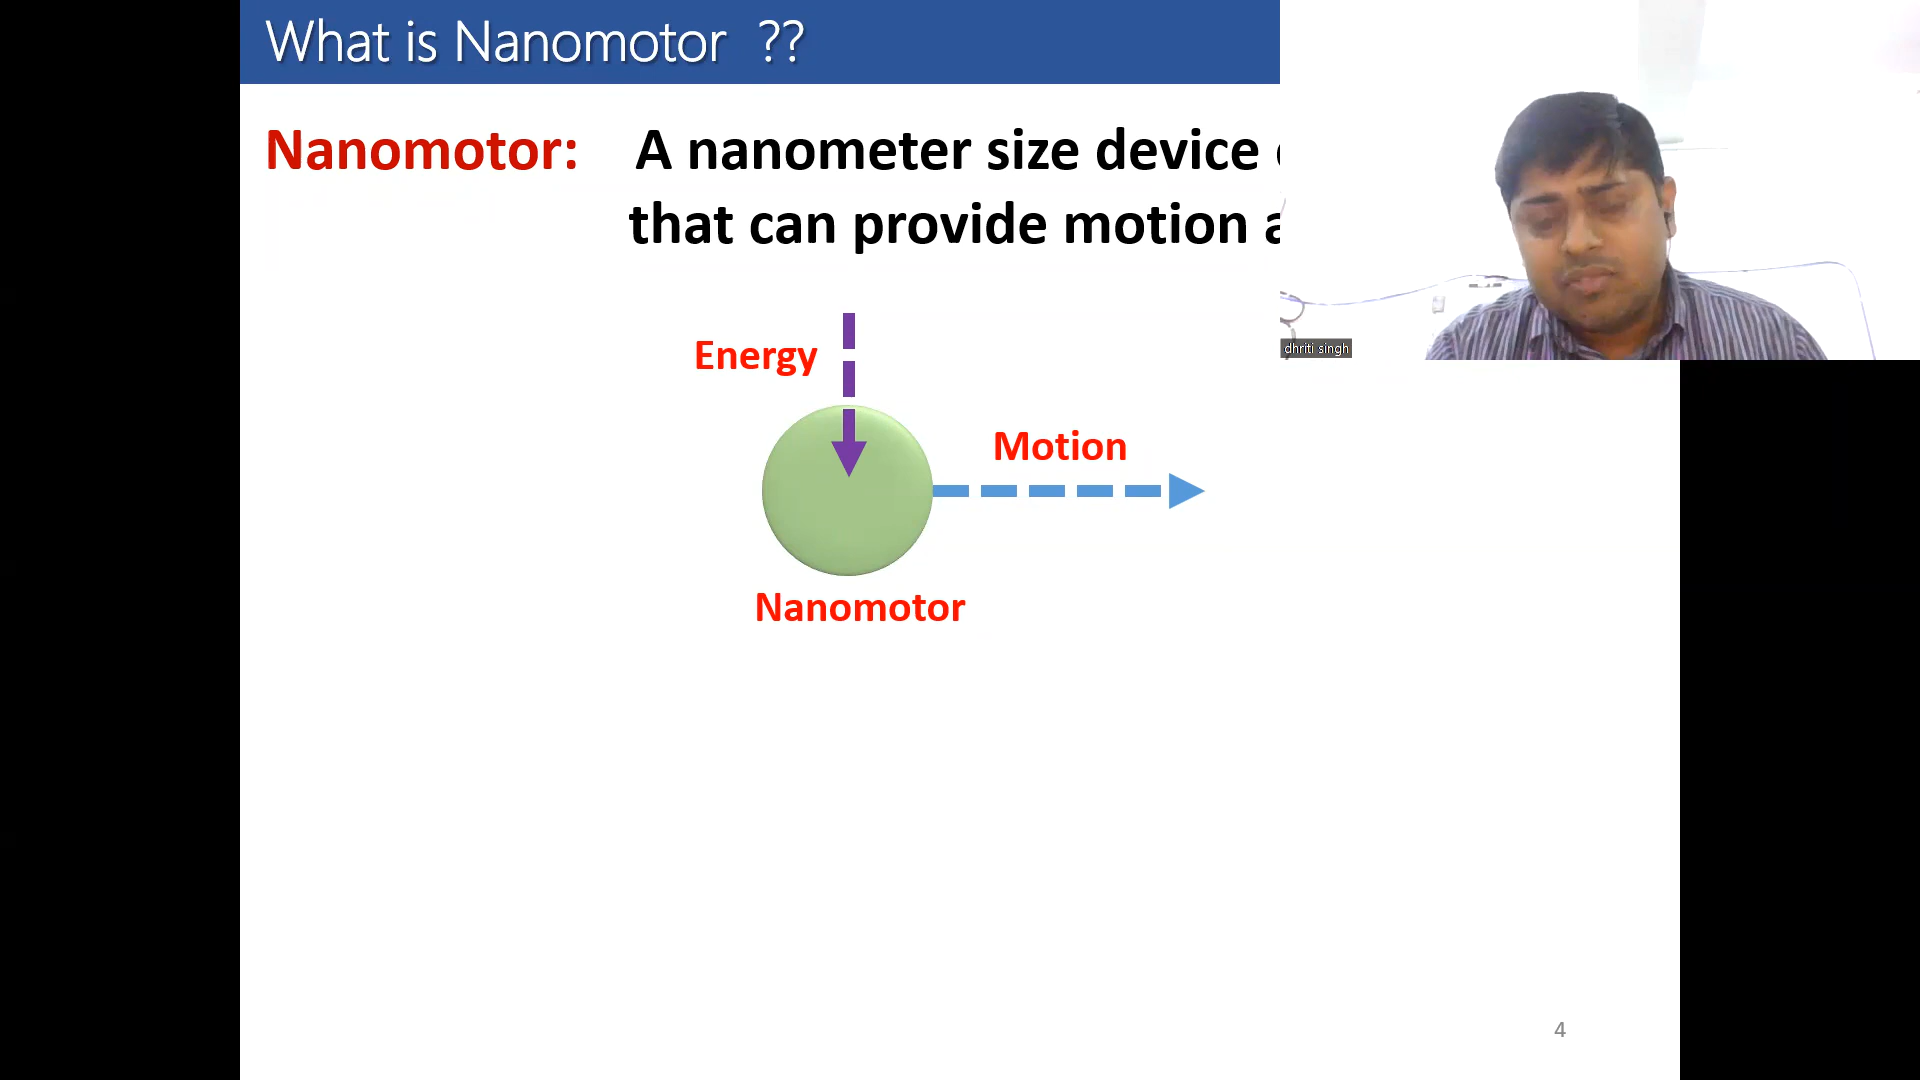 What is Nanomotor ??
Nanomotor: A nanometer size device
that can provide motion
dhriti singh
Energy
Motion
Nanomotor
4